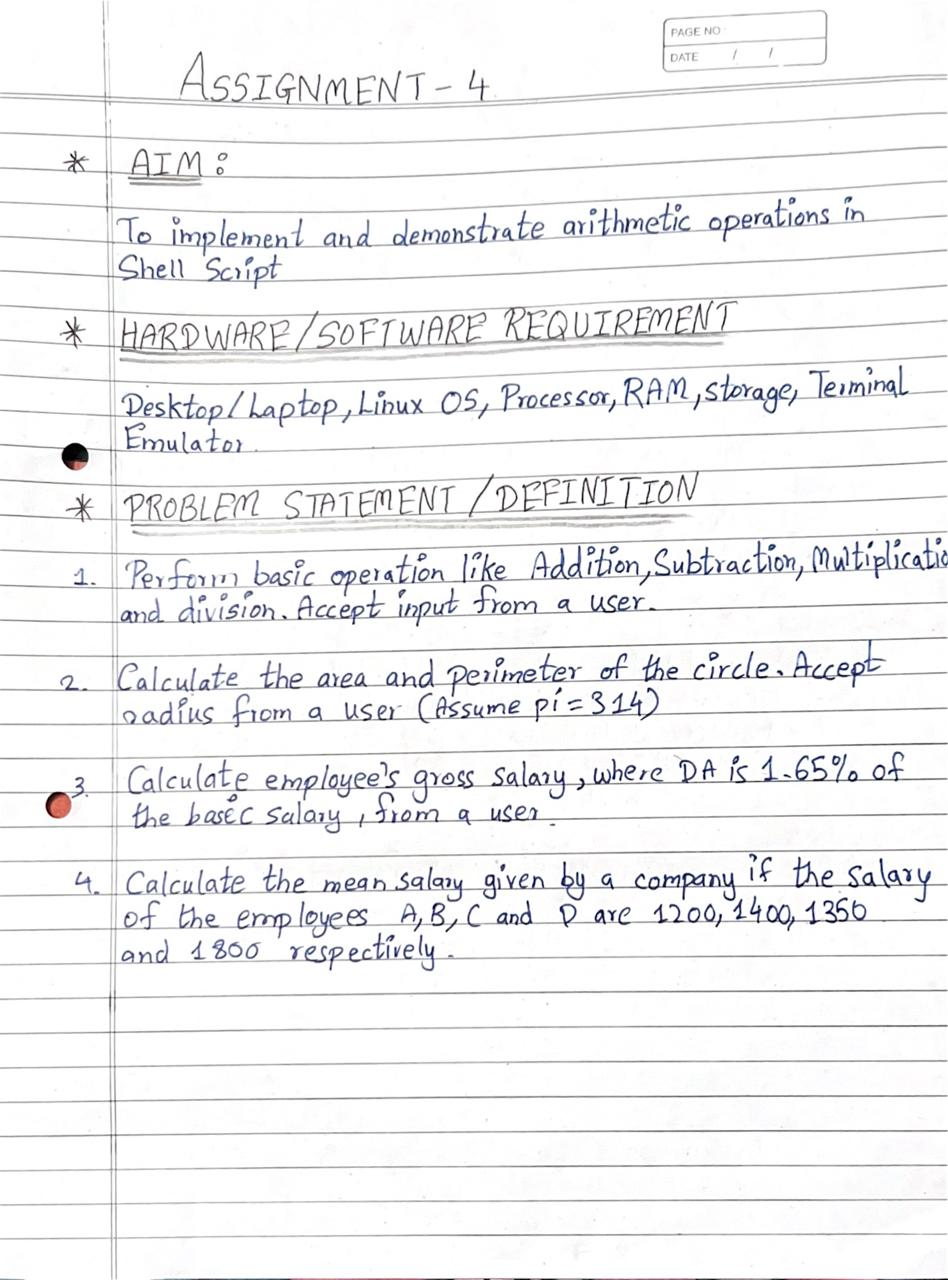 PAGE NO
DATE / /
ASSIGNMENT - 4
* AIM :
To implement and demonstrate arithmetic operations in
Shell Script
* HARDWARE/SOFTWARE REQUIREMENT
Desktop/Laptop, Linux OS, Processor, RAM, storage, Terminal
Emulator.
* PROBLEM STATEMENT /DEFINITION
1. Perform basic operation like Addition, Subtraction, Multiplicatio
and division. Accept input from a user.
2. Calculate the area and perimeter of the circle. Accept
radius from a user (Assume pi = 314)
3. Calculate employee's gross salary, where DA is 1.65% of
the basic salary, from a user.
4. Calculate the mean salary given by a company if the salary
of the employees A, B, C and D are 1200, 1400, 1350
and 1800 respectively.